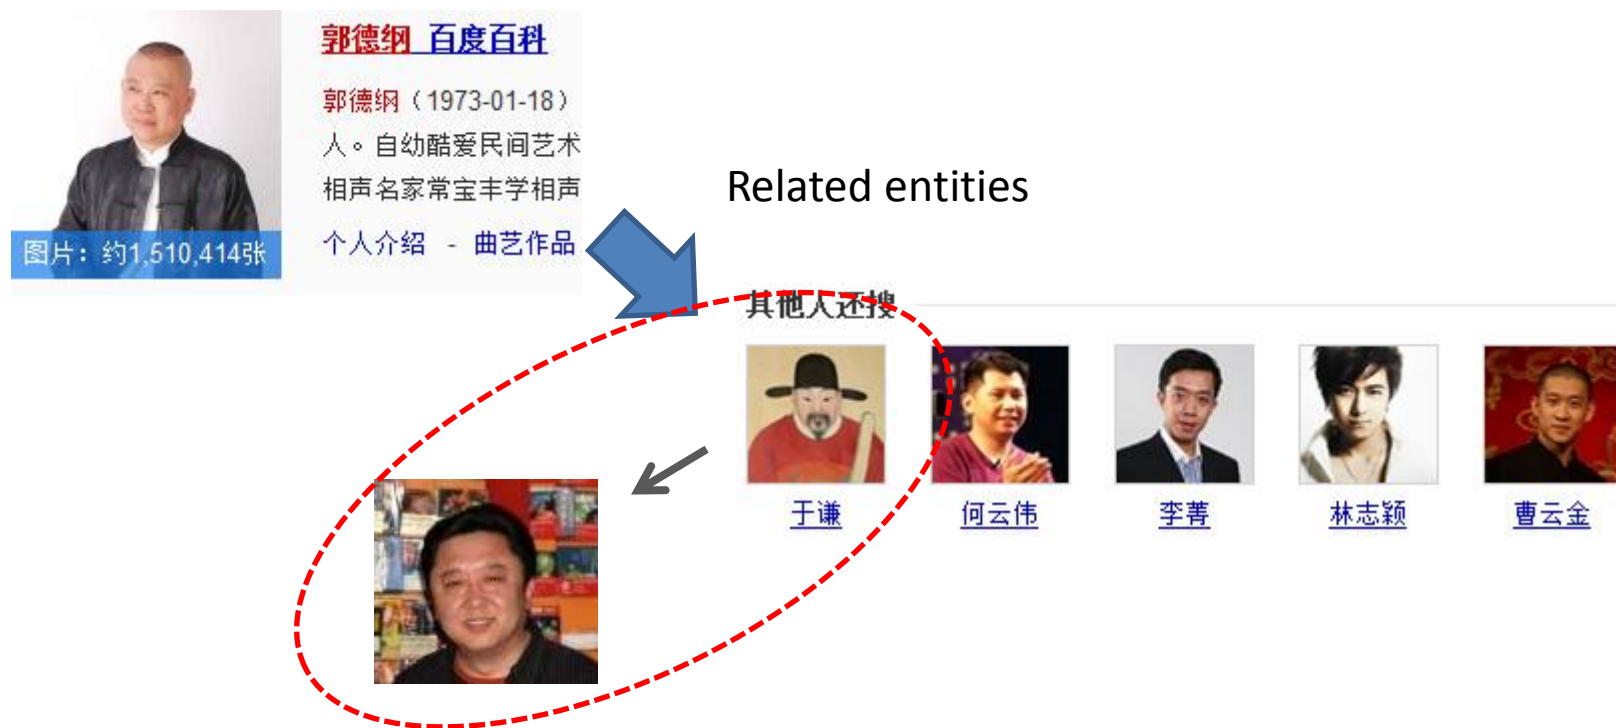 郭德纲_百度百科
郭德纲（1973-01-18）
人。自幼酷爱民间艺术
相声名家常宝丰学相声
个人介绍 - 曲艺作品
图片：约1,510,414张
Related entities
其他人还搜
于谦
何云伟
李菁
林志颖
曹云金